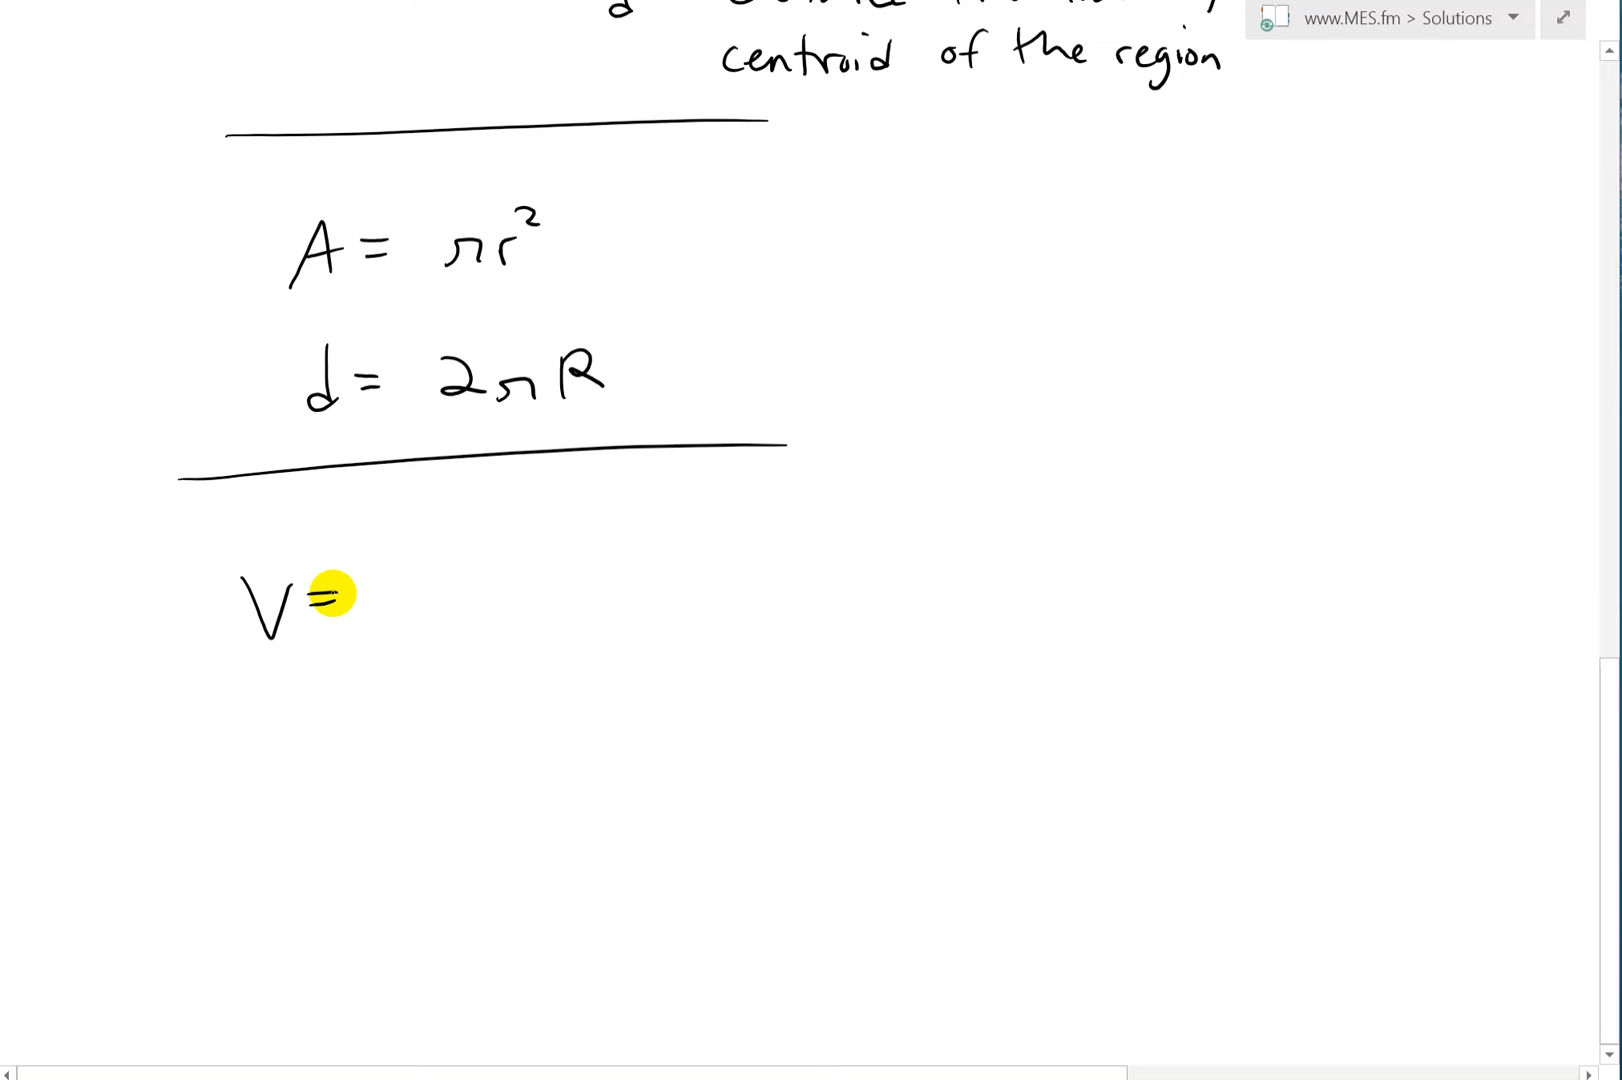 d
www.MES.fm > Solutions
centroid of the region
A = πr²
d = 2πR
V =